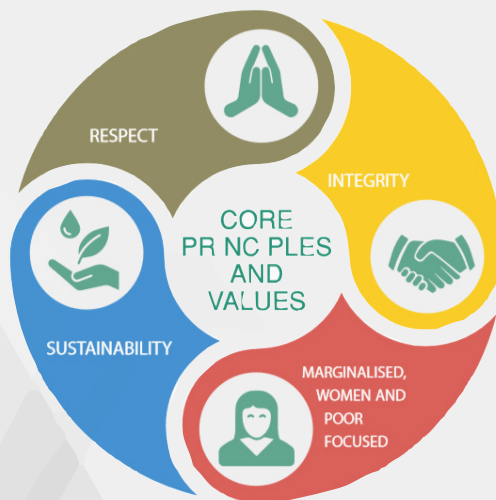 RESPECT
INTEGRITY
CORE
PR NC PLES
AND
VALUES
SUSTAINABILITY
MARGINALISED,
WOMEN AND
POOR
FOCUSED